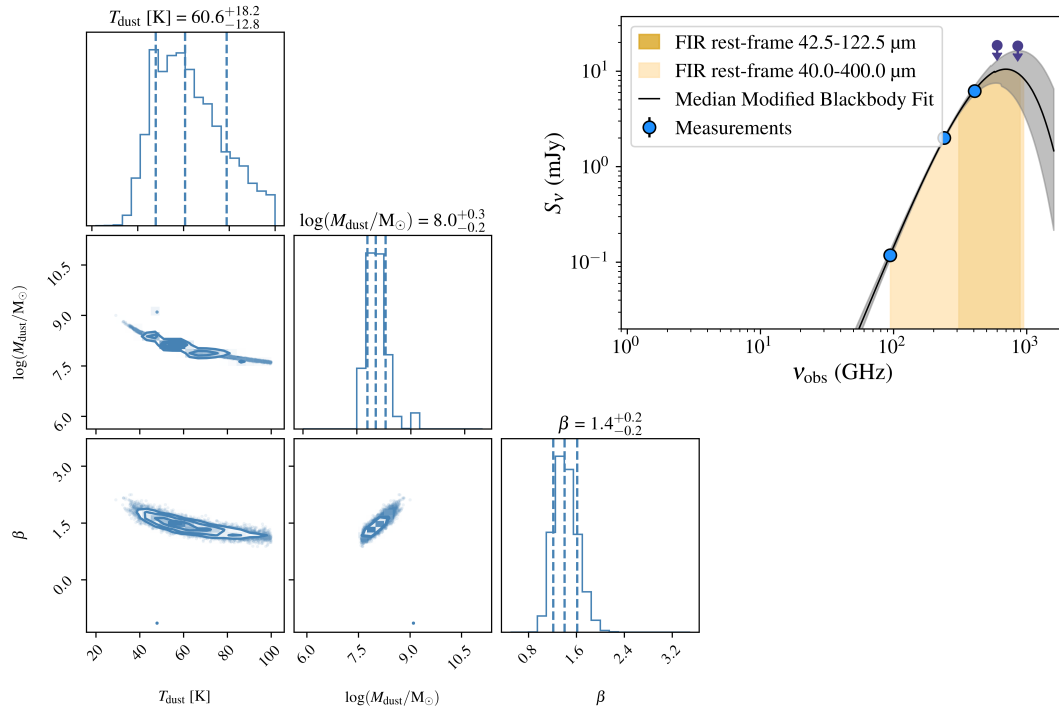 T_dust [K] = 60.6^{+18.2}_{-12.8}
FIR rest-frame 42.5-122.5 μm
FIR rest-frame 40.0-400.0 μm
Median Modified Blackbody Fit
Measurements
10^1
10^0
10^{-1}
S_ν (mJy)
10^0 10^1 10^2 10^3
ν_obs (GHz)
log(M_dust/M_⊙) = 8.0^{+0.3}_{-0.2}
log(M_dust/M_⊙)
10.5
9.0
7.5
6.0
β = 1.4^{+0.2}_{-0.2}
β
3.0
1.5
0.0
20 40 60 80 100
6.0 7.5 9.0 10.5
0.8 1.6 2.4 3.2
T_dust [K]
log(M_dust/M_⊙)
β